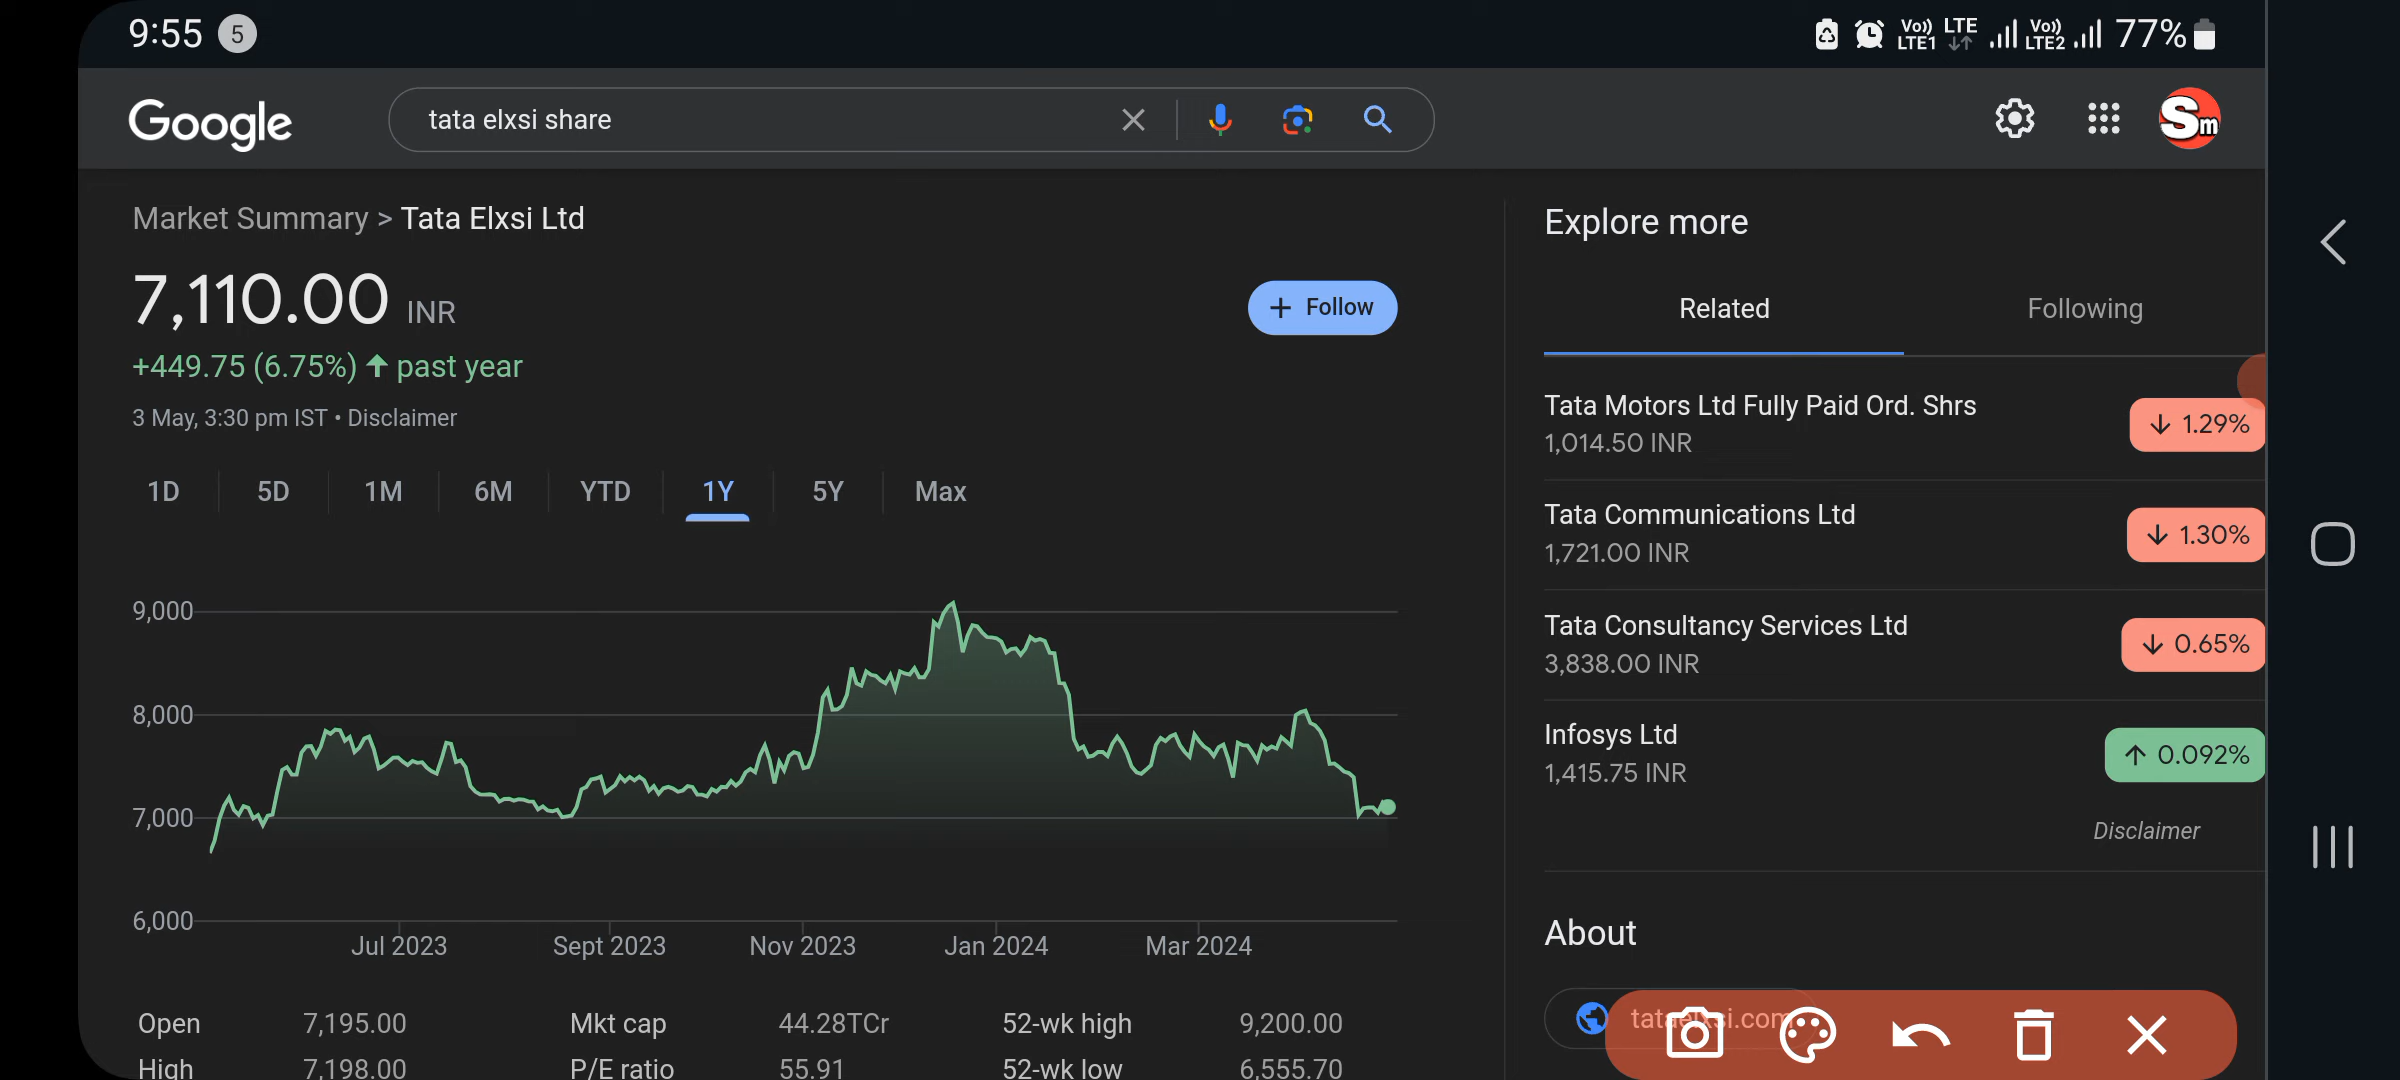 9:55 5 Vo)) LTE1 LTE Vo)) LTE2 77%
Google tata elxsi share Sm
Market Summary > Tata Elxsi Ltd
7,110.00 INR
+ Follow
+449.75 (6.75%) past year
3 May, 3:30 pm IST • Disclaimer
1D 5D 1M 6M YTD 1Y 5Y Max
9,000
8,000
7,000
6,000
Jul 2023 Sept 2023 Nov 2023 Jan 2024 Mar 2024
Open 7,195.00 Mkt cap 44.28TCr 52-wk high 9,200.00
High 7,198.00 P/E ratio 55.91 52-wk low 6,555.70
Explore more
Related Following
Tata Motors Ltd Fully Paid Ord. Shrs
1,014.50 INR
↓ 1.29%
Tata Communications Ltd
1,721.00 INR
↓ 1.30%
Tata Consultancy Services Ltd
3,838.00 INR
↓ 0.65%
Infosys Ltd
1,415.75 INR
↑ 0.092%
Disclaimer
About
tataelxsi.com